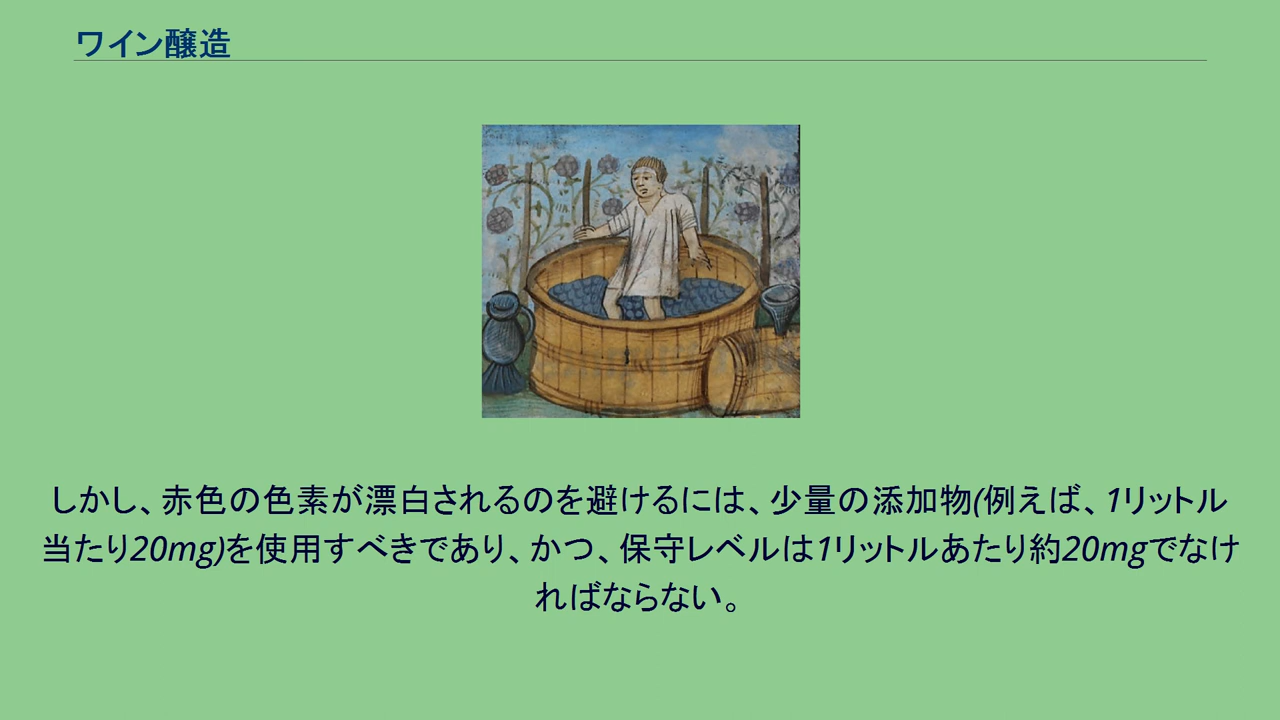 ワイン醸造
しかし、赤色の色素が漂白されるのを避けるには、少量の添加物(例えば、1リットル
当たり20mg)を使用すべきであり、かつ、保守レベルは1リットルあたり約20mgでなけ
ればならない。